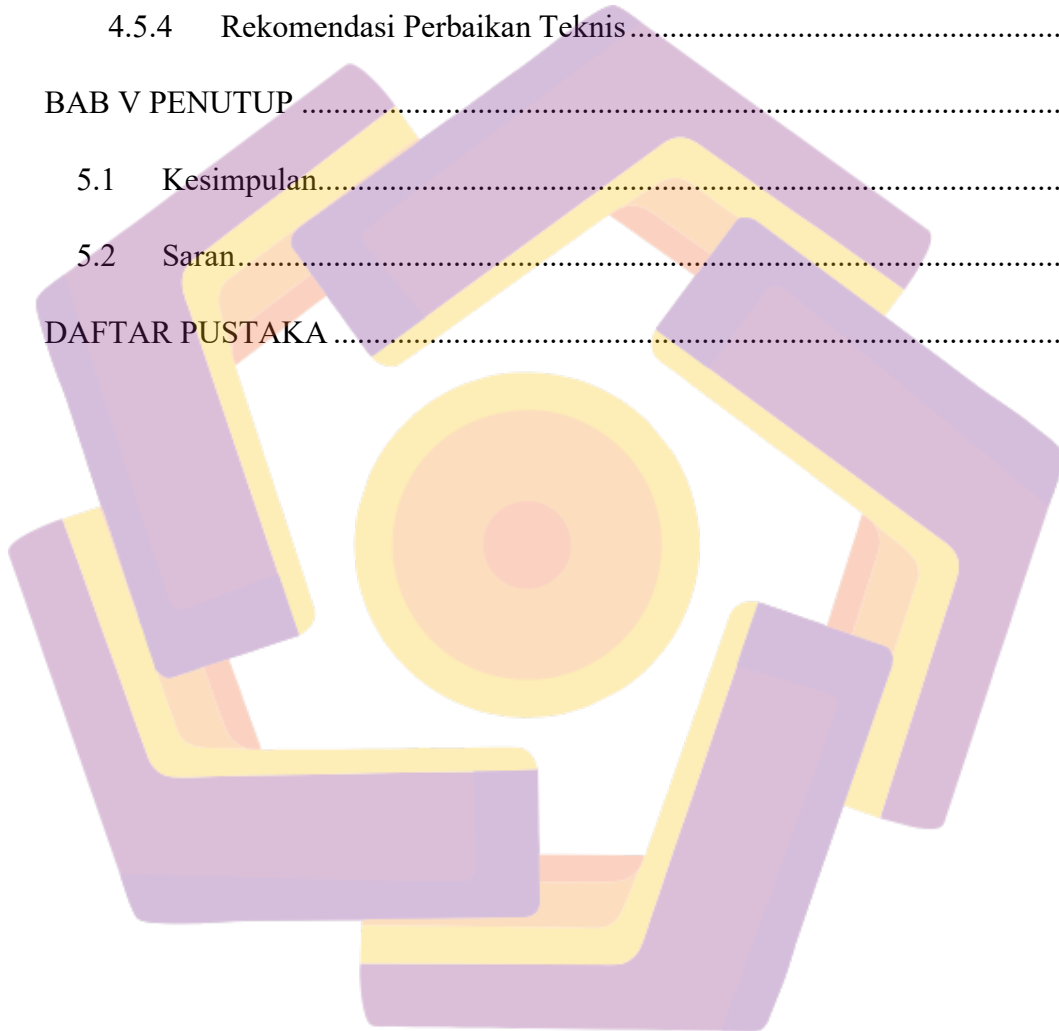 4.5.4 Rekomendasi Perbaikan Teknis..........................................................
BAB V PENUTUP ..............................................................................................
5.1 Kesimpulan..............................................................................................
5.2 Saran........................................................................................................
DAFTAR PUSTAKA ..........................................................................................